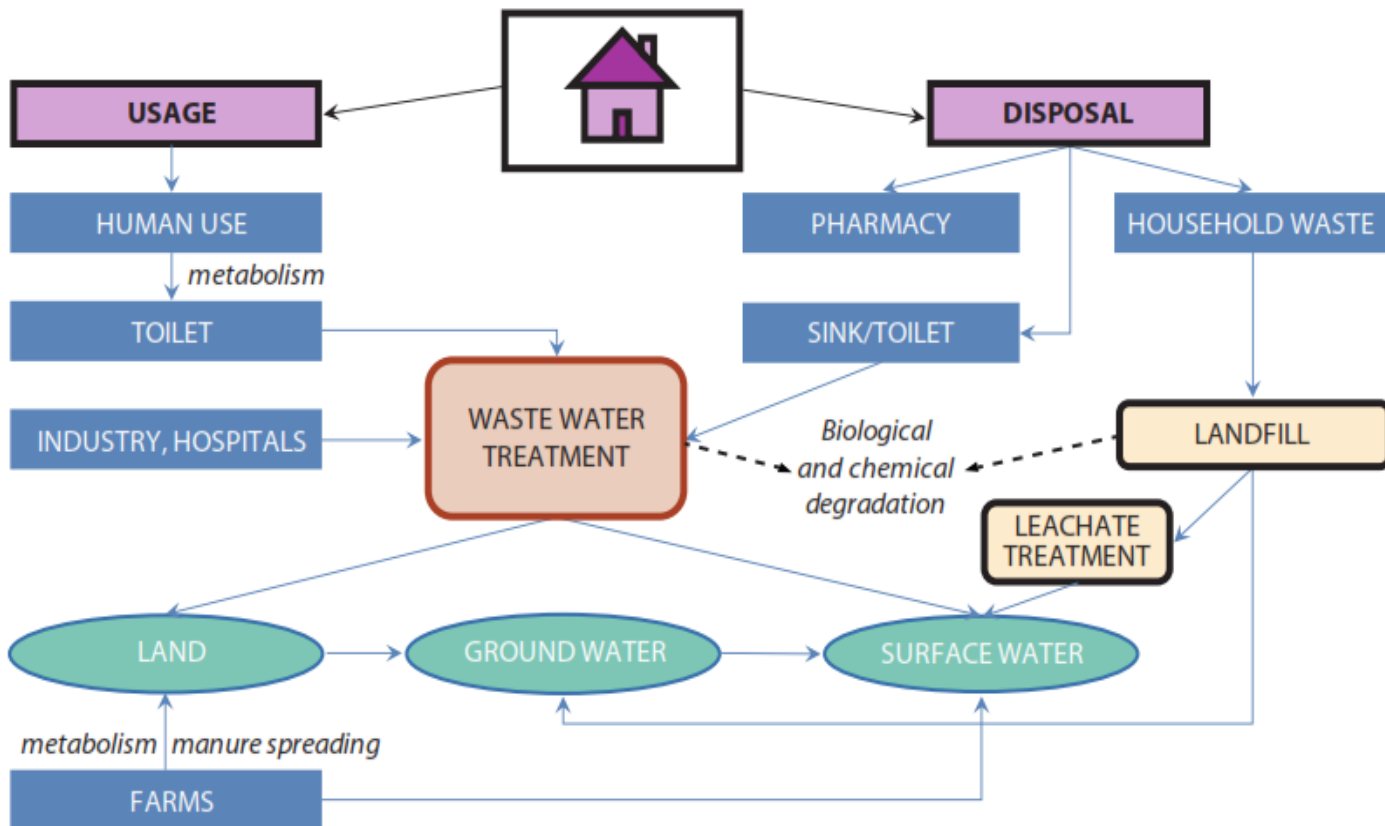 USAGE
DISPOSAL
HUMAN USE
PHARMACY
HOUSEHOLD WASTE
metabolism
TOILET
SINK/TOILET
INDUSTRY, HOSPITALS
WASTE WATER
TREATMENT
Biological
and chemical
degradation
LANDFILL
LEACHATE
TREATMENT
LAND
GROUND WATER
SURFACE WATER
metabolism
manure spreading
FARMS